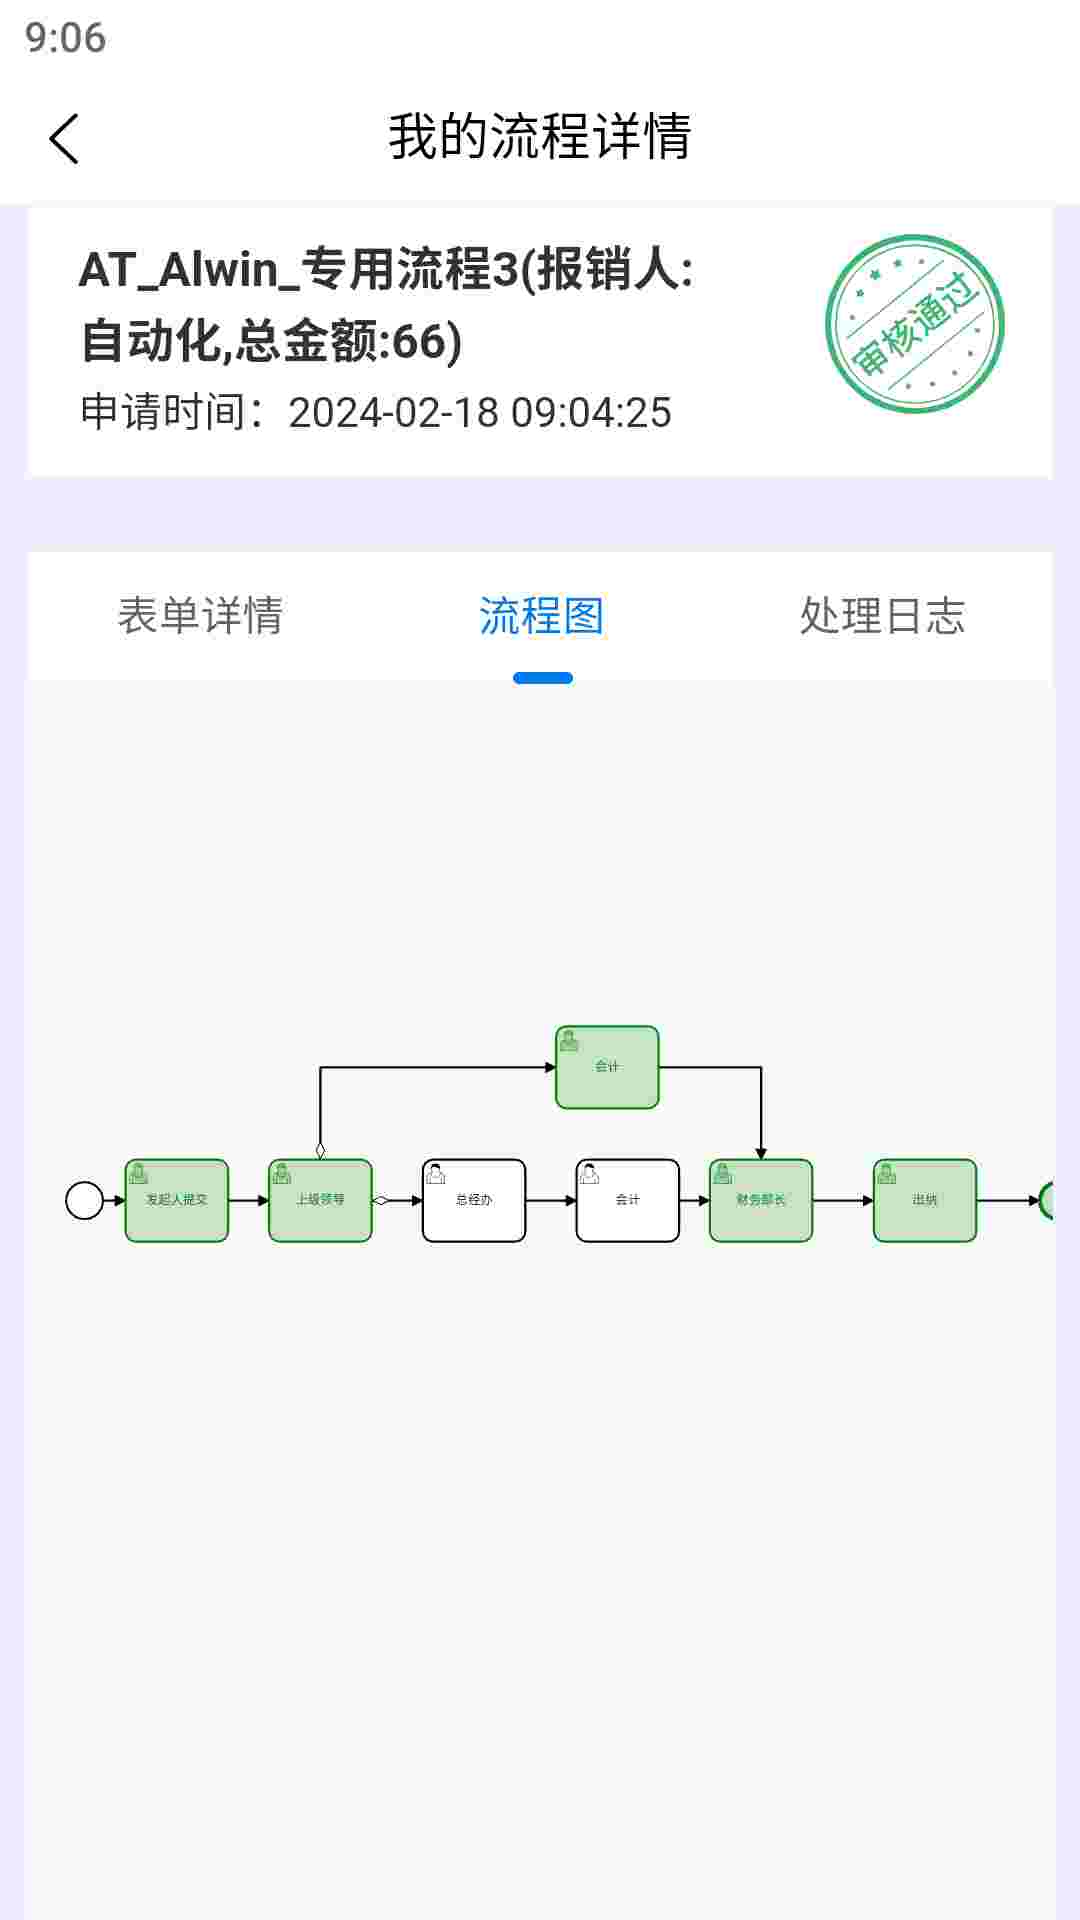 9:06
我的流程详情
AT_Alwin_专用流程3(报销人:
自动化,总金额:66)
审核通过
申请时间：2024-02-18 09:04:25
表单详情
流程图
处理日志
会计
发起人提交
上级领导
总经办
会计
财务部长
出纳